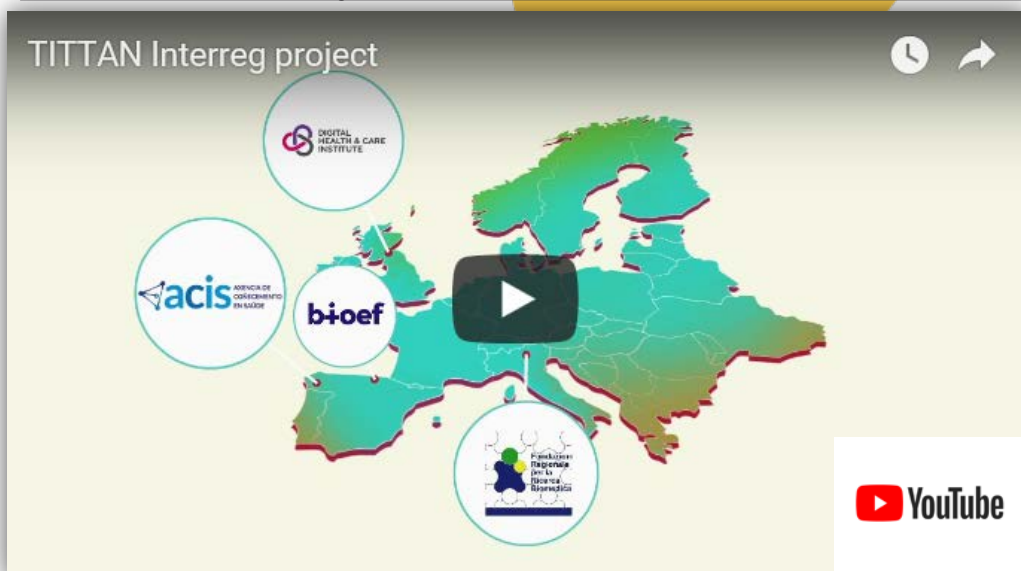 TITTAN Interreg project
DIGITAL
HEALTH & CARE
INSTITUTE
acis
AXENCIA DE
COÑECEMENTO
EN SAÚDE
bioef
Fondazione
Regionale
per la
Ricerca
Biomedica
YouTube